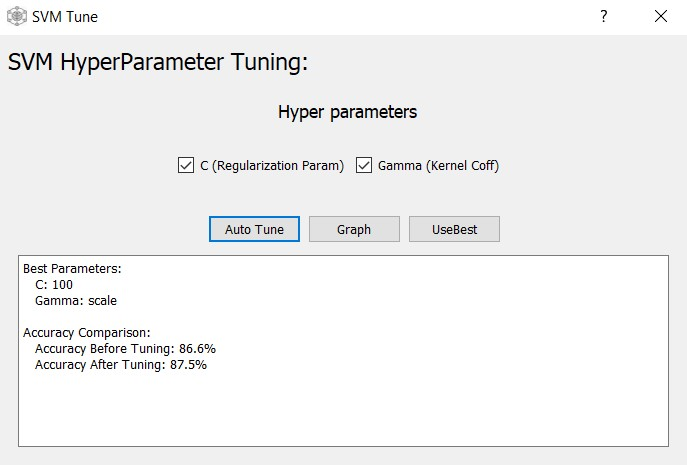 SVM Tune
SVM HyperParameter Tuning:
Hyper parameters
C (Regularization Param) Gamma (Kernel Coff)
Auto Tune Graph UseBest
Best Parameters:
C: 100
Gamma: scale
Accuracy Comparison:
Accuracy Before Tuning: 86.6%
Accuracy After Tuning: 87.5%